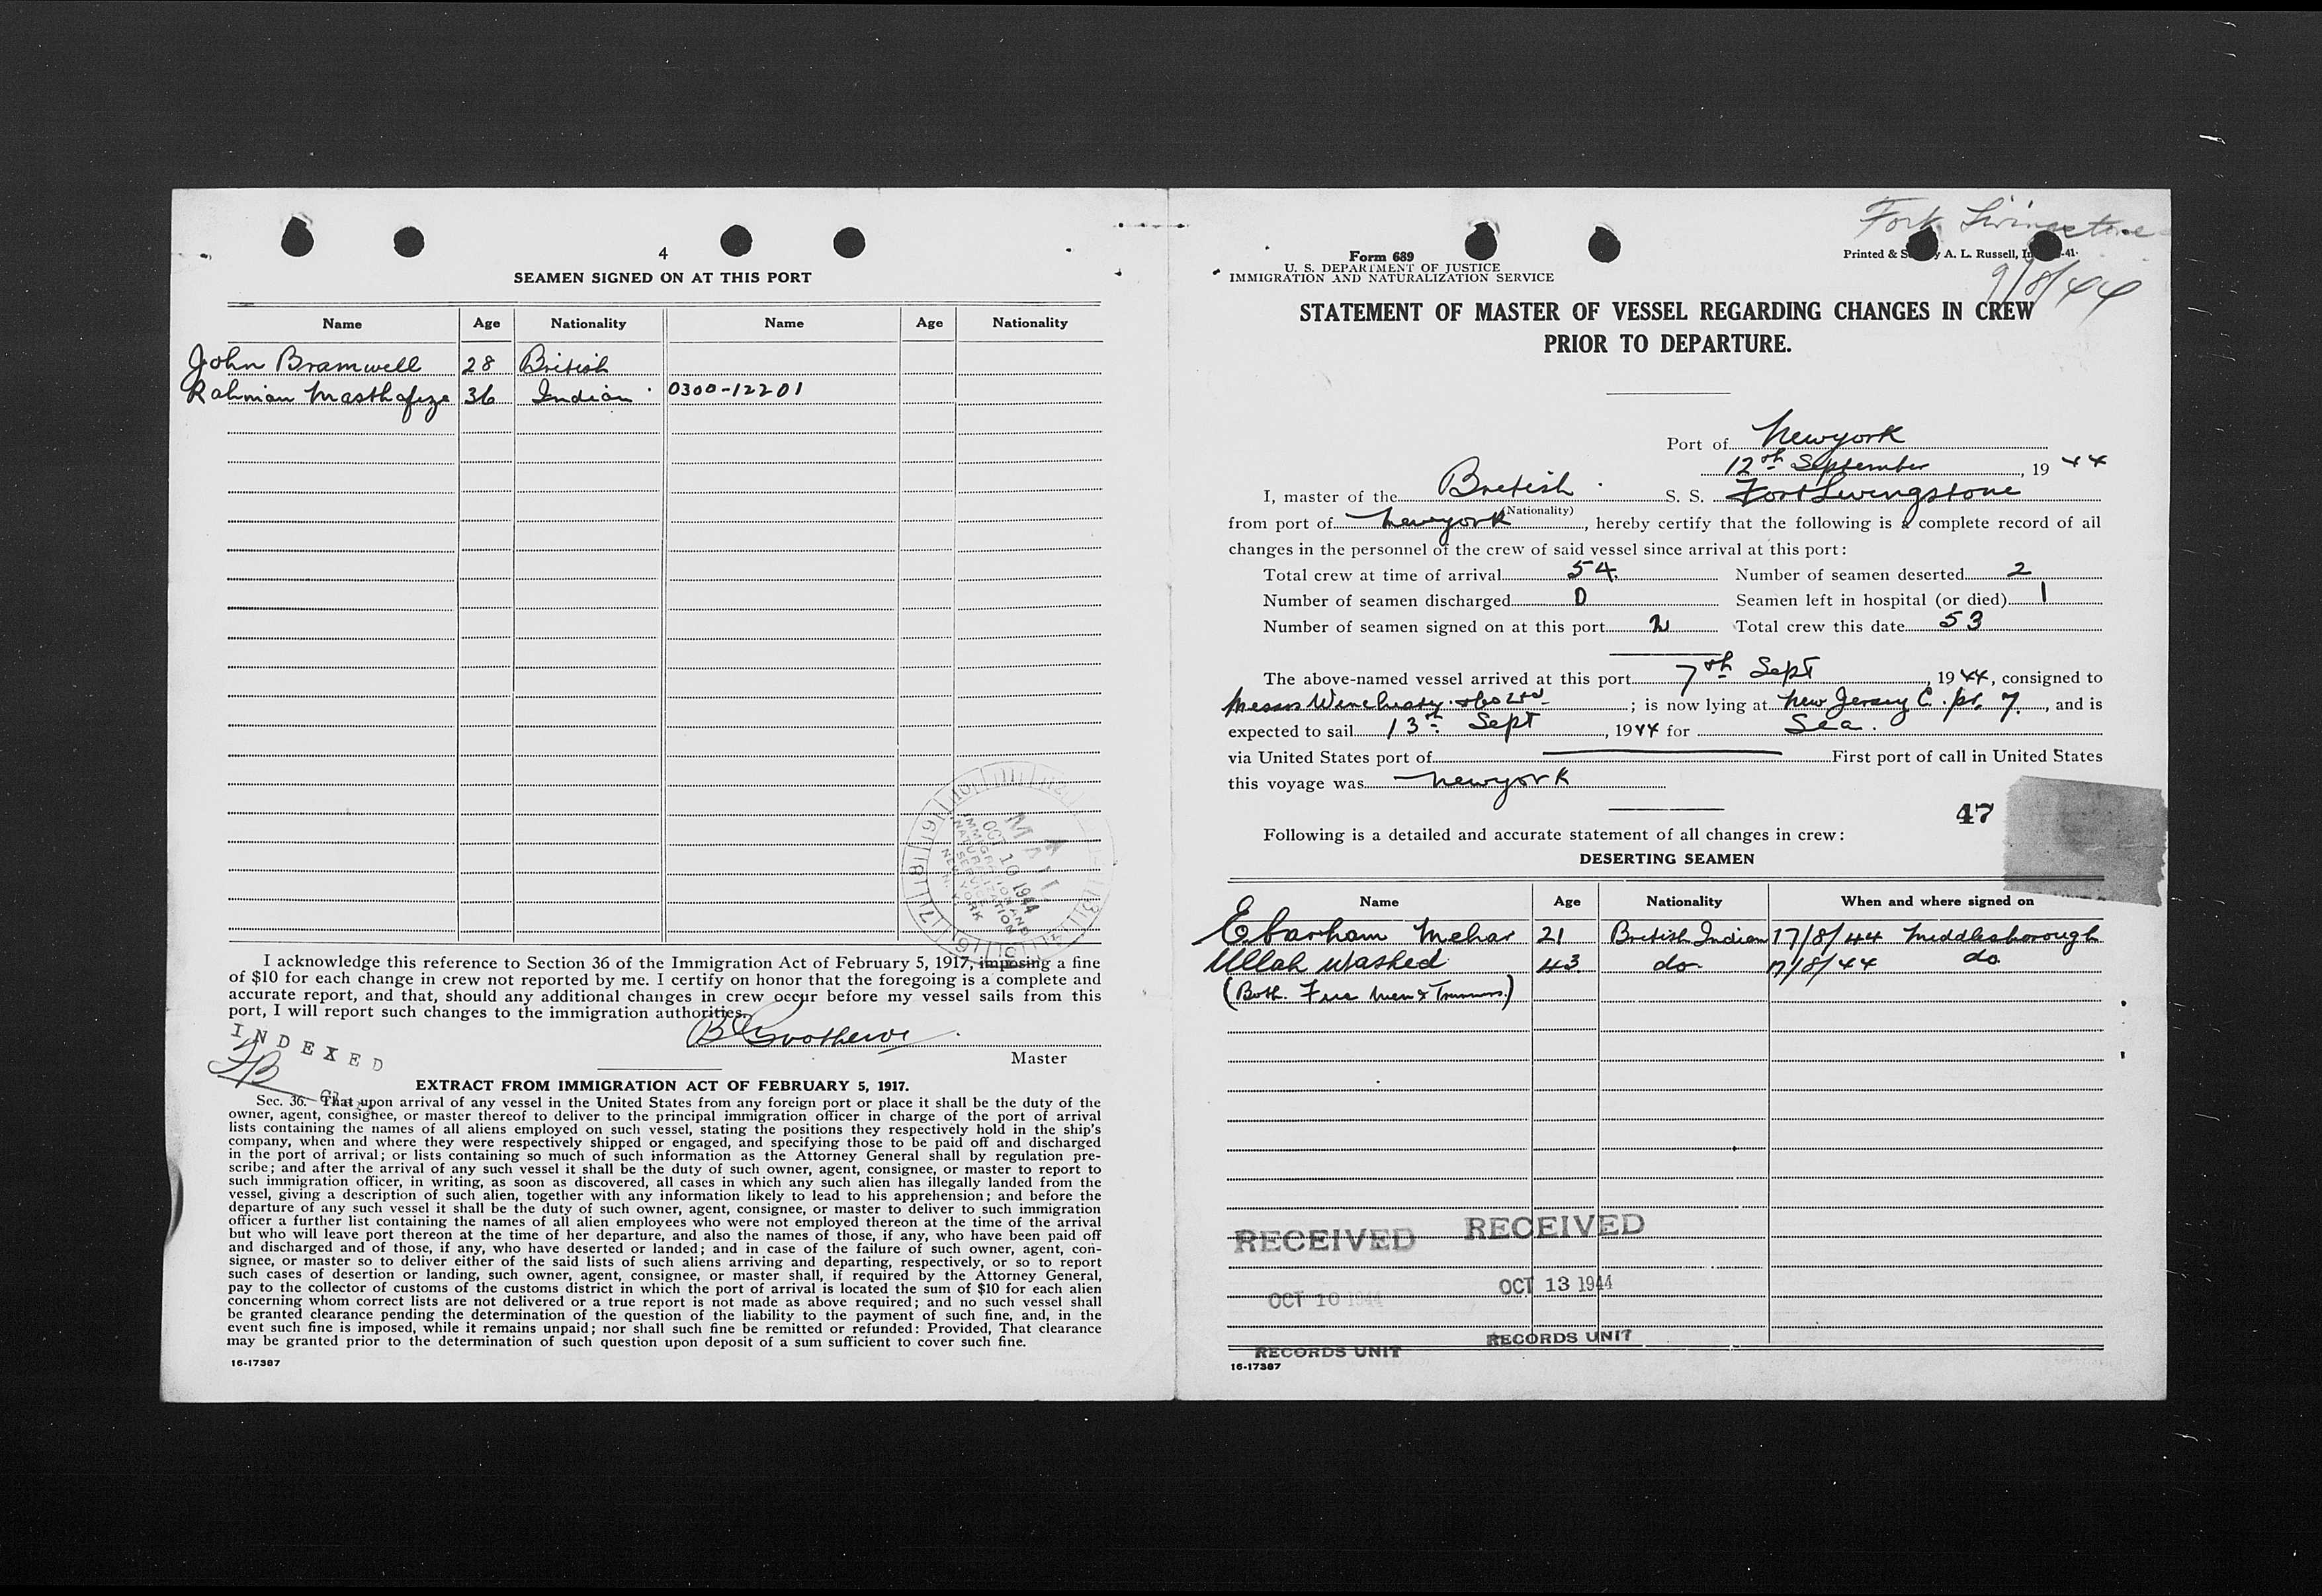 4
SEAMEN SIGNED ON AT THIS PORT
Name Age Nationality Name Age Nationality
John Bramwell 28 British
Rahman Masthafize 36 Indian 0300-12201
I acknowledge this reference to Section 36 of the Immigration Act of February 5, 1917, imposing a fine
of $10 for each change in crew not reported by me. I certify on honor that the foregoing is a complete and
accurate report, and that, should any additional changes in crew occur before my vessel sails from this
port, I will report such changes to the immigration authorities.
Master
INDEXED
EXTRACT FROM IMMIGRATION ACT OF FEBRUARY 5, 1917.
Sec. 36. That upon arrival of any vessel in the United States from any foreign port or place it shall be the duty of the
owner, agent, consignee, or master thereof to deliver to the principal immigration officer in charge of the port of arrival
lists containing the names of all aliens employed on such vessel, stating the positions they respectively hold in the ship's
company, when and where they were respectively shipped or engaged, and specifying those to be paid off and discharged
in the port of arrival; or lists containing so much of such information as the Attorney General shall by regulation pre-
scribe; and after the arrival of any such vessel it shall be the duty of such owner, agent, consignee, or master to report to
such immigration officer, in writing, as soon as discovered, all cases in which any such alien has illegally landed from the
vessel, giving a description of such alien, together with any information likely to lead to his apprehension; and before the
departure of any such vessel it shall be the duty of such owner, agent, consignee, or master to deliver to such immigration
officer a further list containing the names of all alien employees who were not employed thereon at the time of the arrival
but who will leave port thereon at the time of her departure, and also the names of those, if any, who have been paid off
and discharged and of those, if any, who have deserted or landed; and in case of the failure of such owner, agent, con-
signee, or master so to deliver either of the said lists of such aliens arriving and departing, respectively, or so to report
such cases of desertion or landing, such owner, agent, consignee, or master shall, if required by the Attorney General,
pay to the collector of customs of the customs district in which the port of arrival is located the sum of $10 for each alien
concerning whom correct lists are not delivered or a true report is not made as above required; and no such vessel shall
be granted clearance pending the determination of the question of the liability to the payment of such fine, and, in the
event such fine is imposed, while it remains unpaid; nor shall such fine be remitted or refunded: Provided, That clearance
may be granted prior to the determination of such question upon deposit of a sum sufficient to cover such fine.
16-17387
MAIL
OCT 10 1944
IMMIGRATION AND
NATURALIZATION
SERVICE
NEW YORK
N. Y.
Fort Livingstone
Form 689
U. S. DEPARTMENT OF JUSTICE
IMMIGRATION AND NATURALIZATION SERVICE
Printed & A. L. Russell,
9/8/44
STATEMENT OF MASTER OF VESSEL REGARDING CHANGES IN CREW
PRIOR TO DEPARTURE.
Port of Newyork
12th September, 19 44
I, master of the British S. S. Fort Livingstone
(Nationality)
from port of Newyork, hereby certify that the following is a complete record of all
changes in the personnel of the crew of said vessel since arrival at this port:
Total crew at time of arrival 54 Number of seamen deserted 2
Number of seamen discharged 0 Seamen left in hospital (or died) 1
Number of seamen signed on at this port 2 Total crew this date 53
The above-named vessel arrived at this port 7th Sept, 1944, consigned to
Messrs ; is now lying at New Jersey C. pr. 7, and is
expected to sail 13th Sept, 1944 for Sea.
via United States port of First port of call in United States
this voyage was Newyork
47
Following is a detailed and accurate statement of all changes in crew:
DESERTING SEAMEN
Name Age Nationality When and where signed on
Ebarham Mehar 21 British Indian 17/8/44 Middlesborough
Ullah Washed 43 do 17/8/44 do
(Both Fire Men & Trimmers.)
RECEIVED RECEIVED
OCT 10 1944 OCT 13 1944
RECORDS UNIT RECORDS UNIT
16-17387